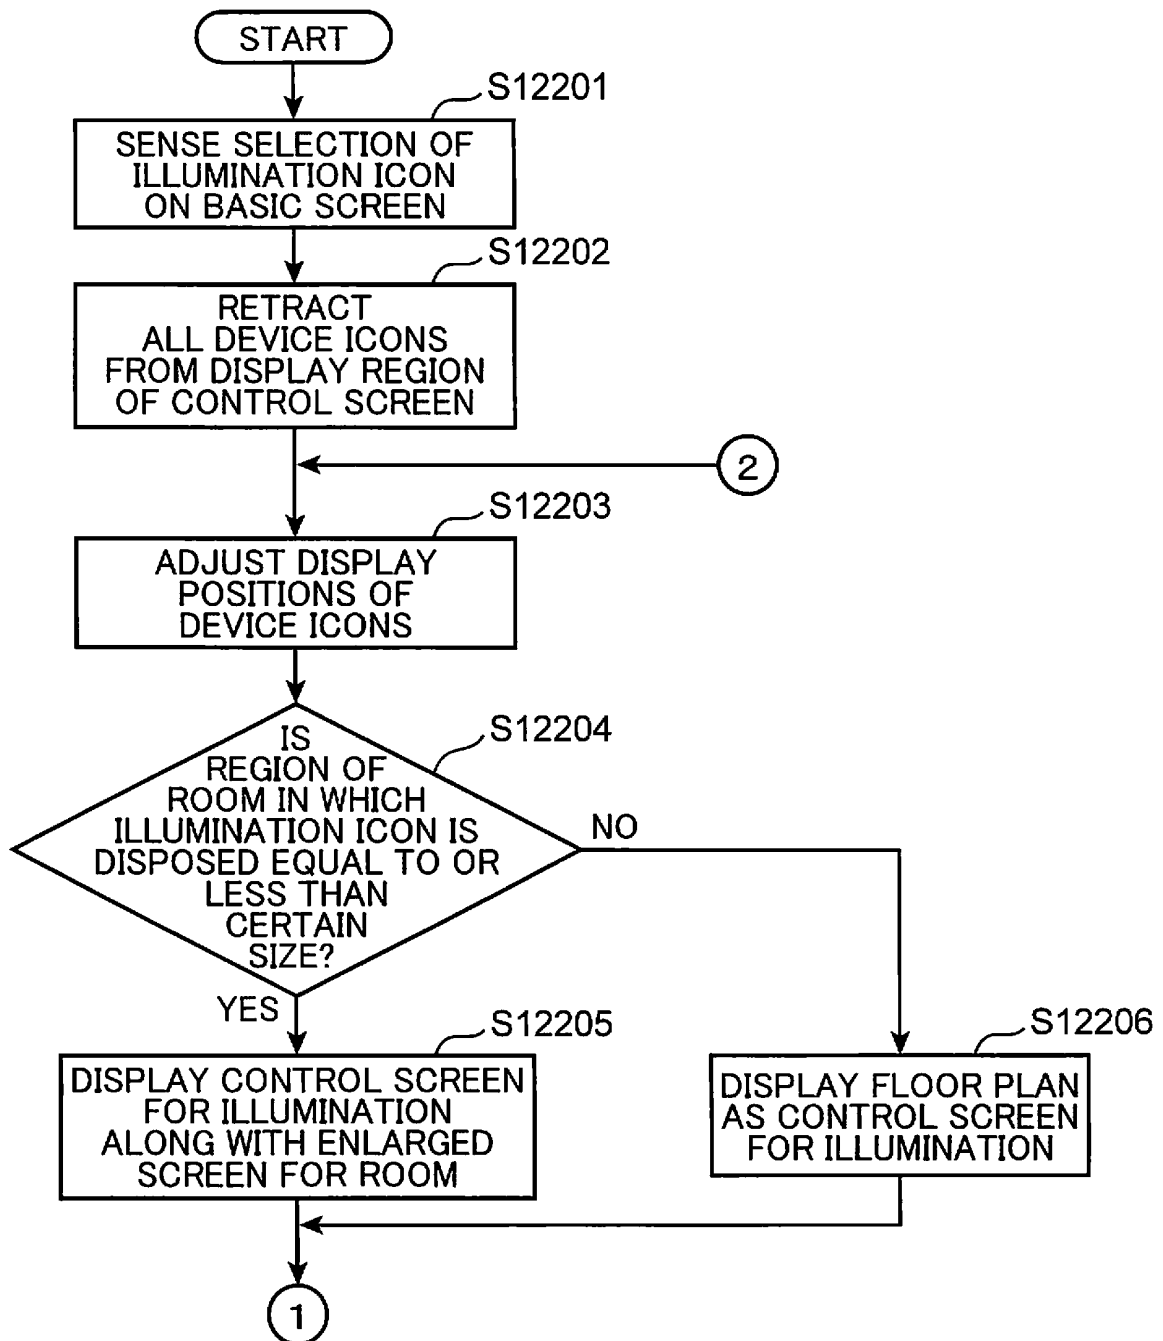 START
S12201
SENSE SELECTION OF
ILLUMINATION ICON
ON BASIC SCREEN
S12202
RETRACT
ALL DEVICE ICONS
FROM DISPLAY REGION
OF CONTROL SCREEN
2
S12203
ADJUST DISPLAY
POSITIONS OF
DEVICE ICONS
S12204
IS
REGION OF
ROOM IN WHICH
ILLUMINATION ICON IS
DISPOSED EQUAL TO OR
LESS THAN
CERTAIN
SIZE?
NO
YES
S12205
DISPLAY CONTROL SCREEN
FOR ILLUMINATION
ALONG WITH ENLARGED
SCREEN FOR ROOM
S12206
DISPLAY FLOOR PLAN
AS CONTROL SCREEN
FOR ILLUMINATION
1